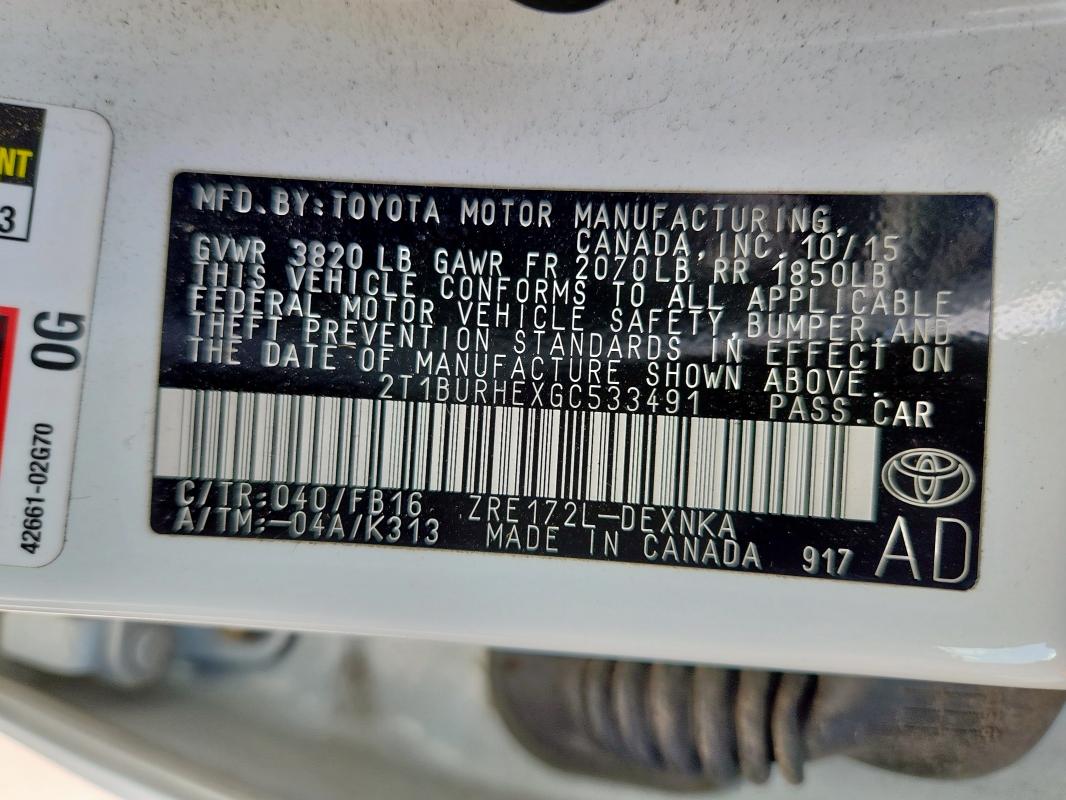 NT
3
0G
42661-02G70
MFD.BY:TOYOTA MOTOR MANUFACTURING,
CANADA, INC. 10/15
GVWR 3820 LB GAWR FR 2070LB RR 1850LB
THIS VEHICLE CONFORMS TO ALL APPLICABLE
FEDERAL MOTOR VEHICLE SAFETY,BUMPER,AND
THEFT PREVENTION STANDARDS IN EFFECT ON
THE DATE OF MANUFACTURE SHOWN ABOVE.
2T1BURHEXGC533491 PASS.CAR
C/TR:040/FB16 ZRE172L-DEXNKA
A/TM:-04A/K313 MADE IN CANADA 917 AD